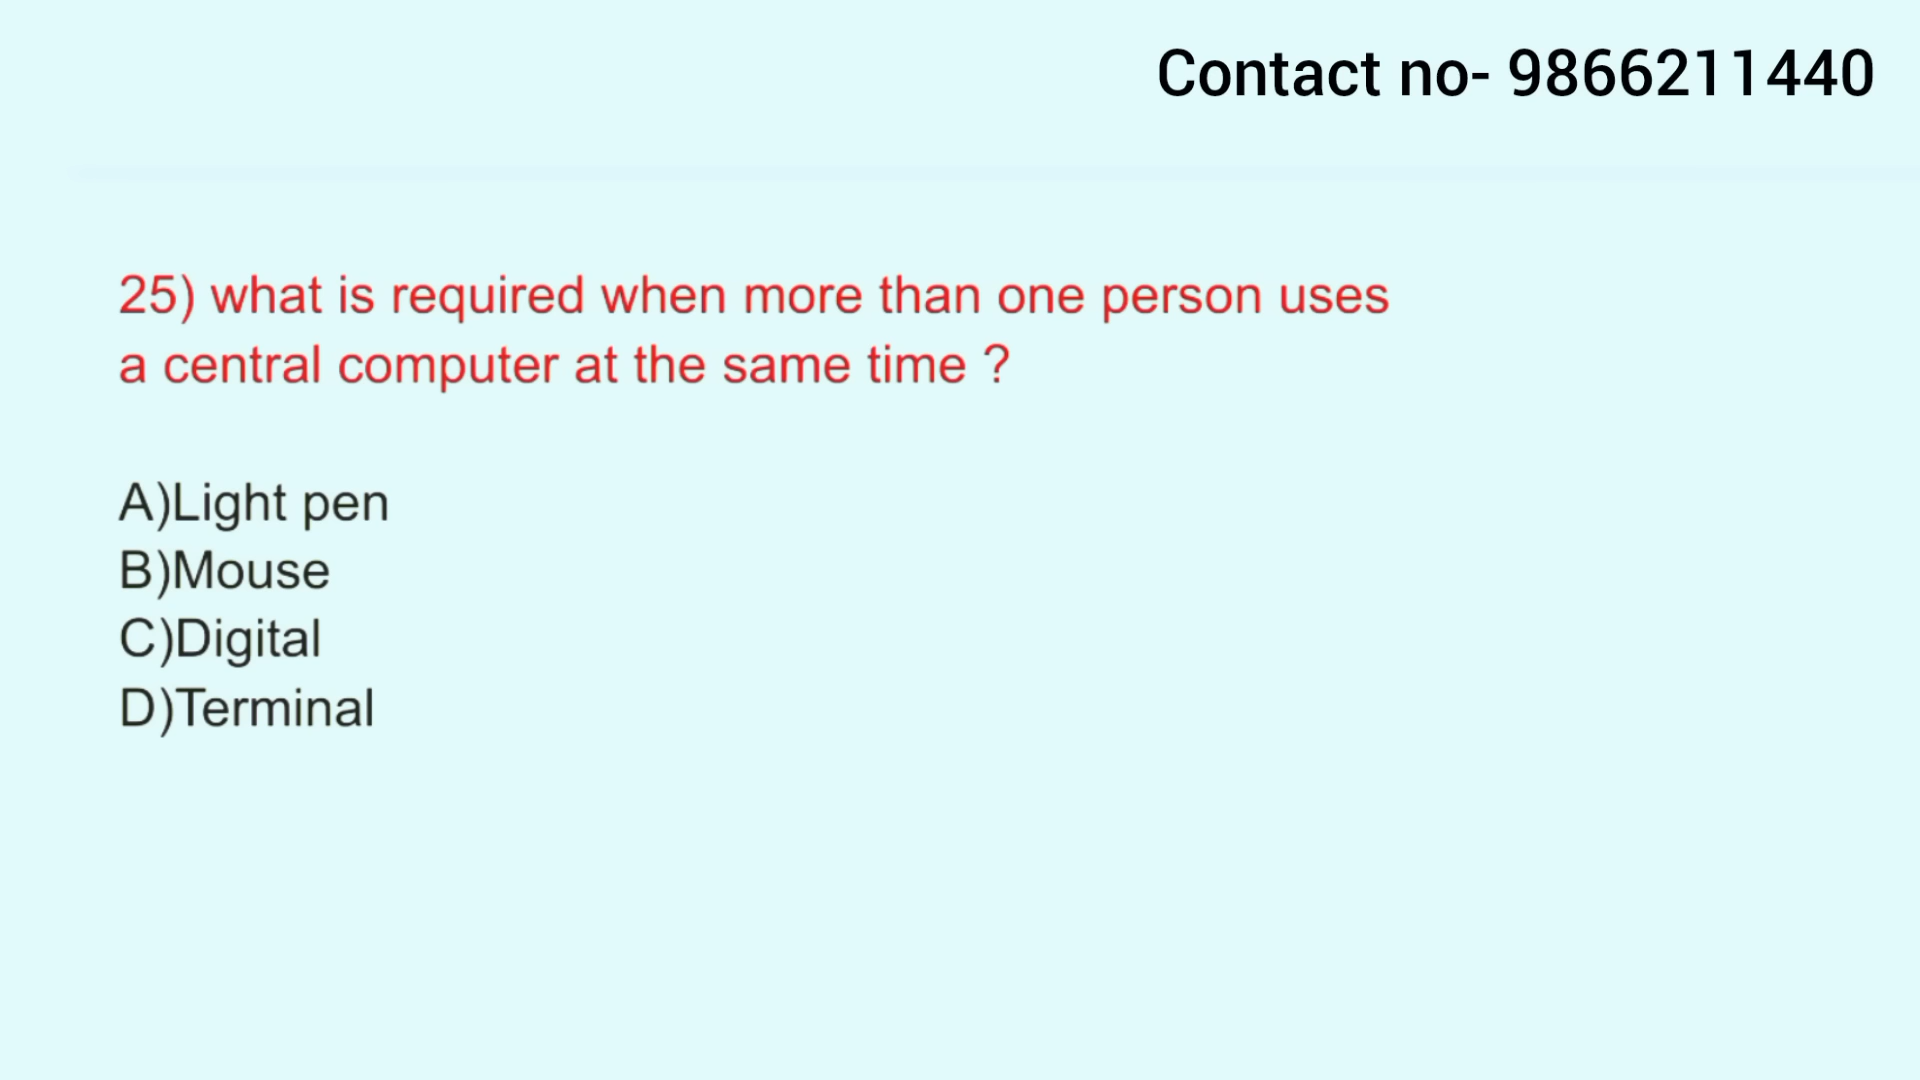 Contact no- 9866211440
25) what is required when more than one person uses
a central computer at the same time ?
A)Light pen
B)Mouse
C)Digital
D)Terminal